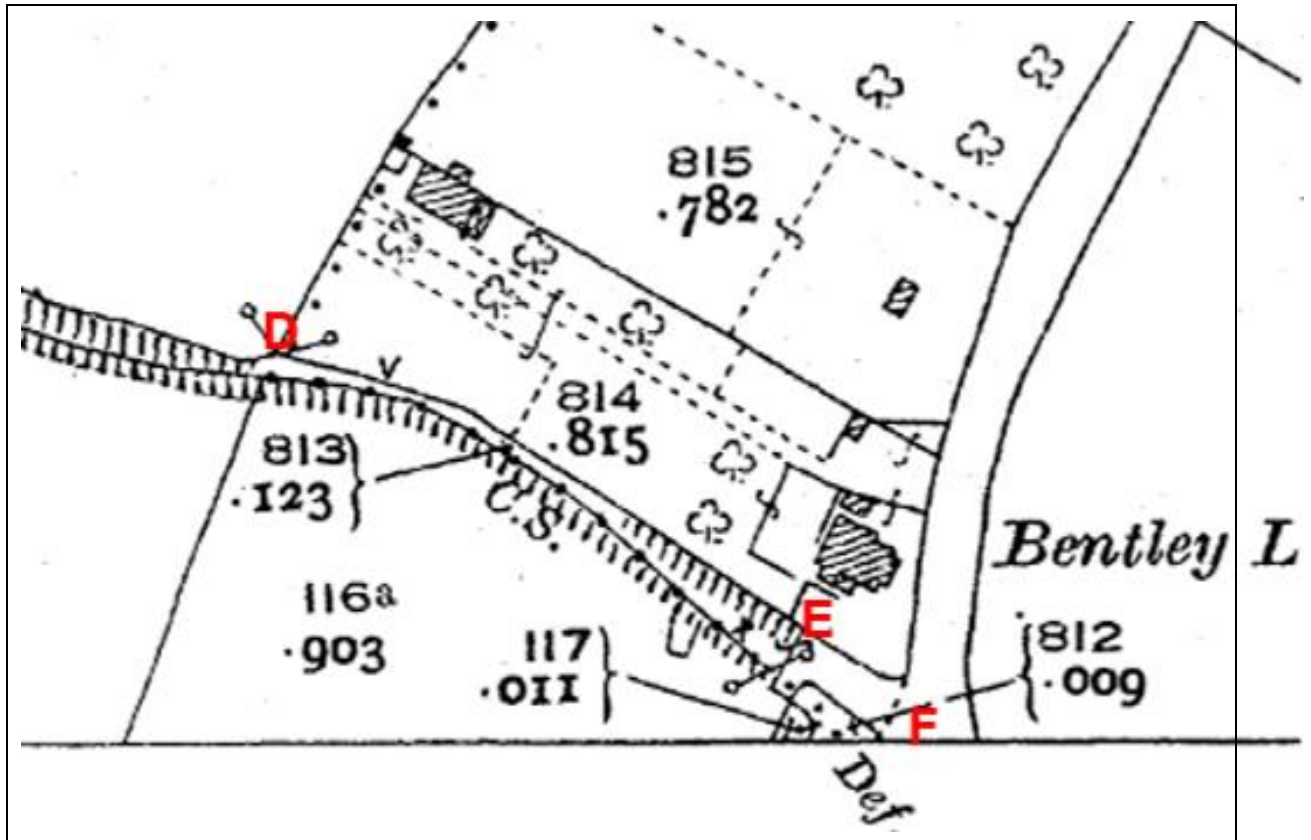 815
.782
D
V
814
.815
813
.123
C.S.
Bentley L
116a
.903
E
117
.011
812
.009
F
Def.